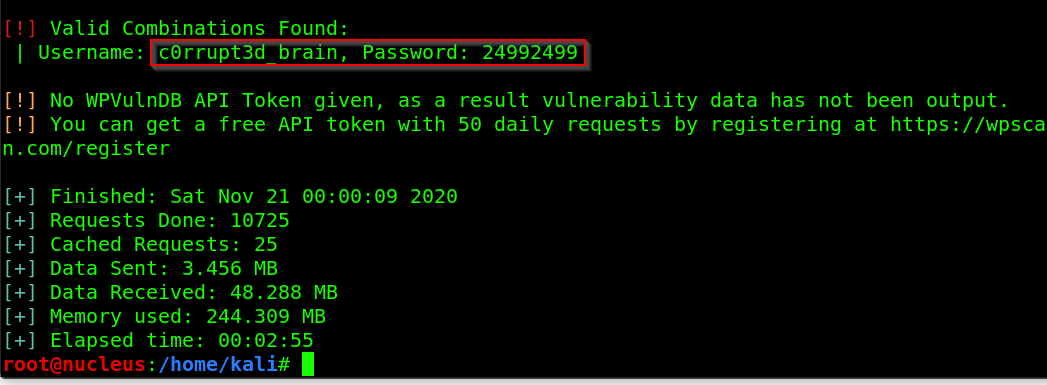 [!] Valid Combinations Found:
| Username: c0rrupt3d_brain, Password: 24992499
[!] No WPVulnDB API Token given, as a result vulnerability data has not been output.
[!] You can get a free API token with 50 daily requests by registering at https://wpsca
n.com/register
[+] Finished: Sat Nov 21 00:00:09 2020
[+] Requests Done: 10725
[+] Cached Requests: 25
[+] Data Sent: 3.456 MB
[+] Data Received: 48.288 MB
[+] Memory used: 244.309 MB
[+] Elapsed time: 00:02:55
root@nucleus:/home/kali#